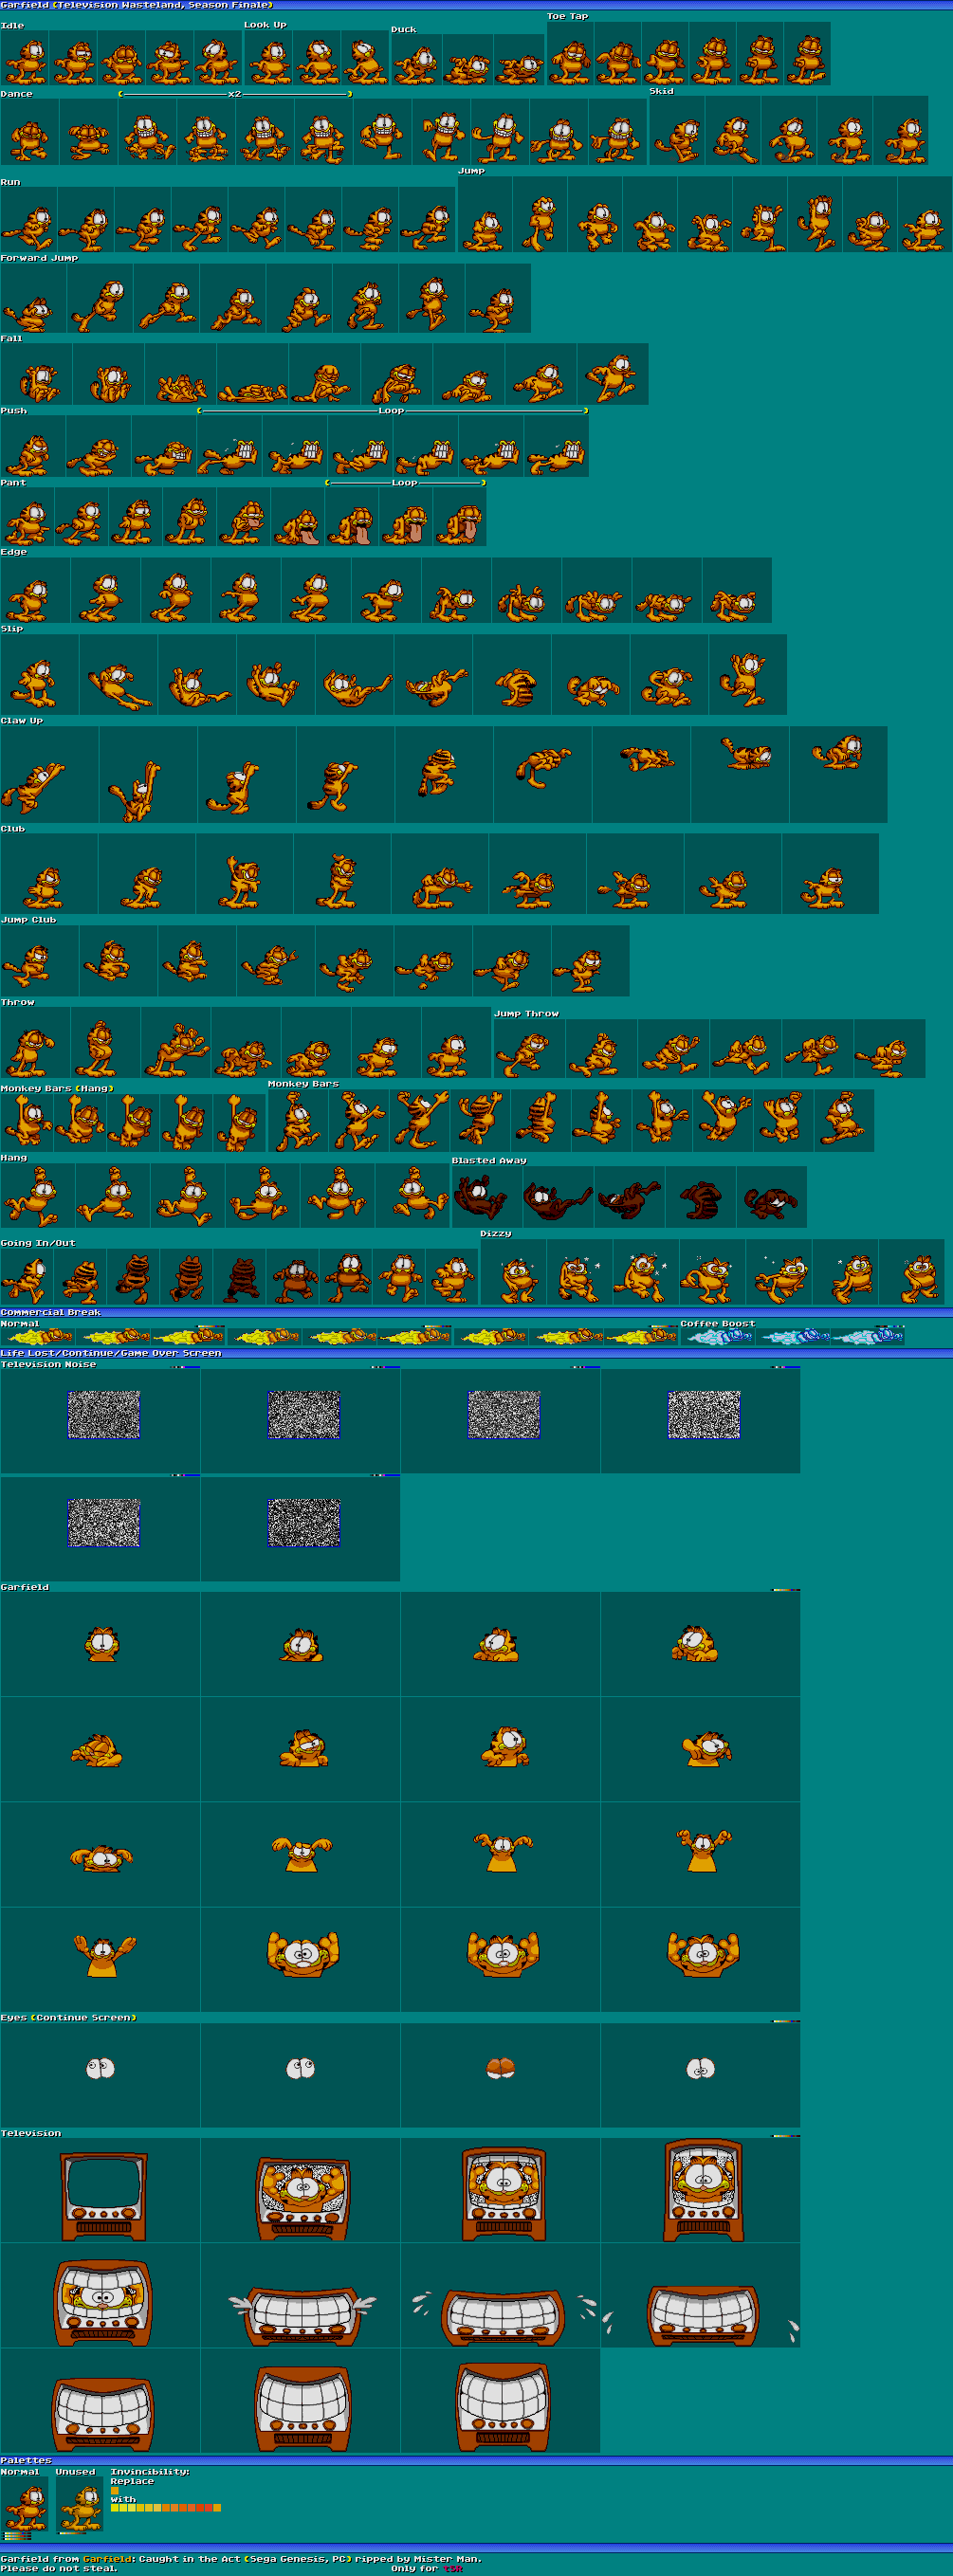 Garfield (Television Wasteland, Season Finale)
Idle
Look Up
Duck
Toe Tap
Dance
x2
Skid
Run
Jump
Forward Jump
Fall
Push
Loop
Pant
Loop
Edge
Slip
Claw Up
Club
Jump Club
Throw
Jump Throw
Monkey Bars (Hang)
Monkey Bars
Hang
Blasted Away
Going In/Out
Dizzy
Commercial Break
Normal
Coffee Boost
Life Lost/Continue/Game Over Screen
Television Noise
Garfield
Eyes (Continue Screen)
Television
Palettes
Normal
Unused
Invincibility:
Replace
With
Garfield from Garfield: Caught in the Act (Sega Genesis, PC) ripped by Mister Man.
Please do not steal.
Only for tSR